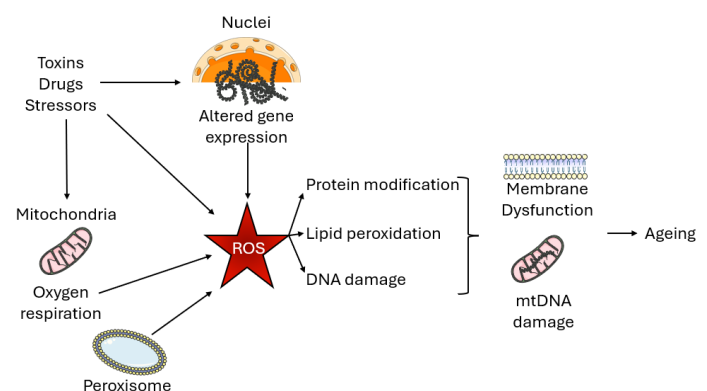 Nuclei
Toxins
Drugs
Stressors
Altered gene
expression
Mitochondria
Oxygen
respiration
Peroxisome
ROS
Protein modification
Lipid peroxidation
DNA damage
Membrane
Dysfunction
mtDNA
damage
Ageing